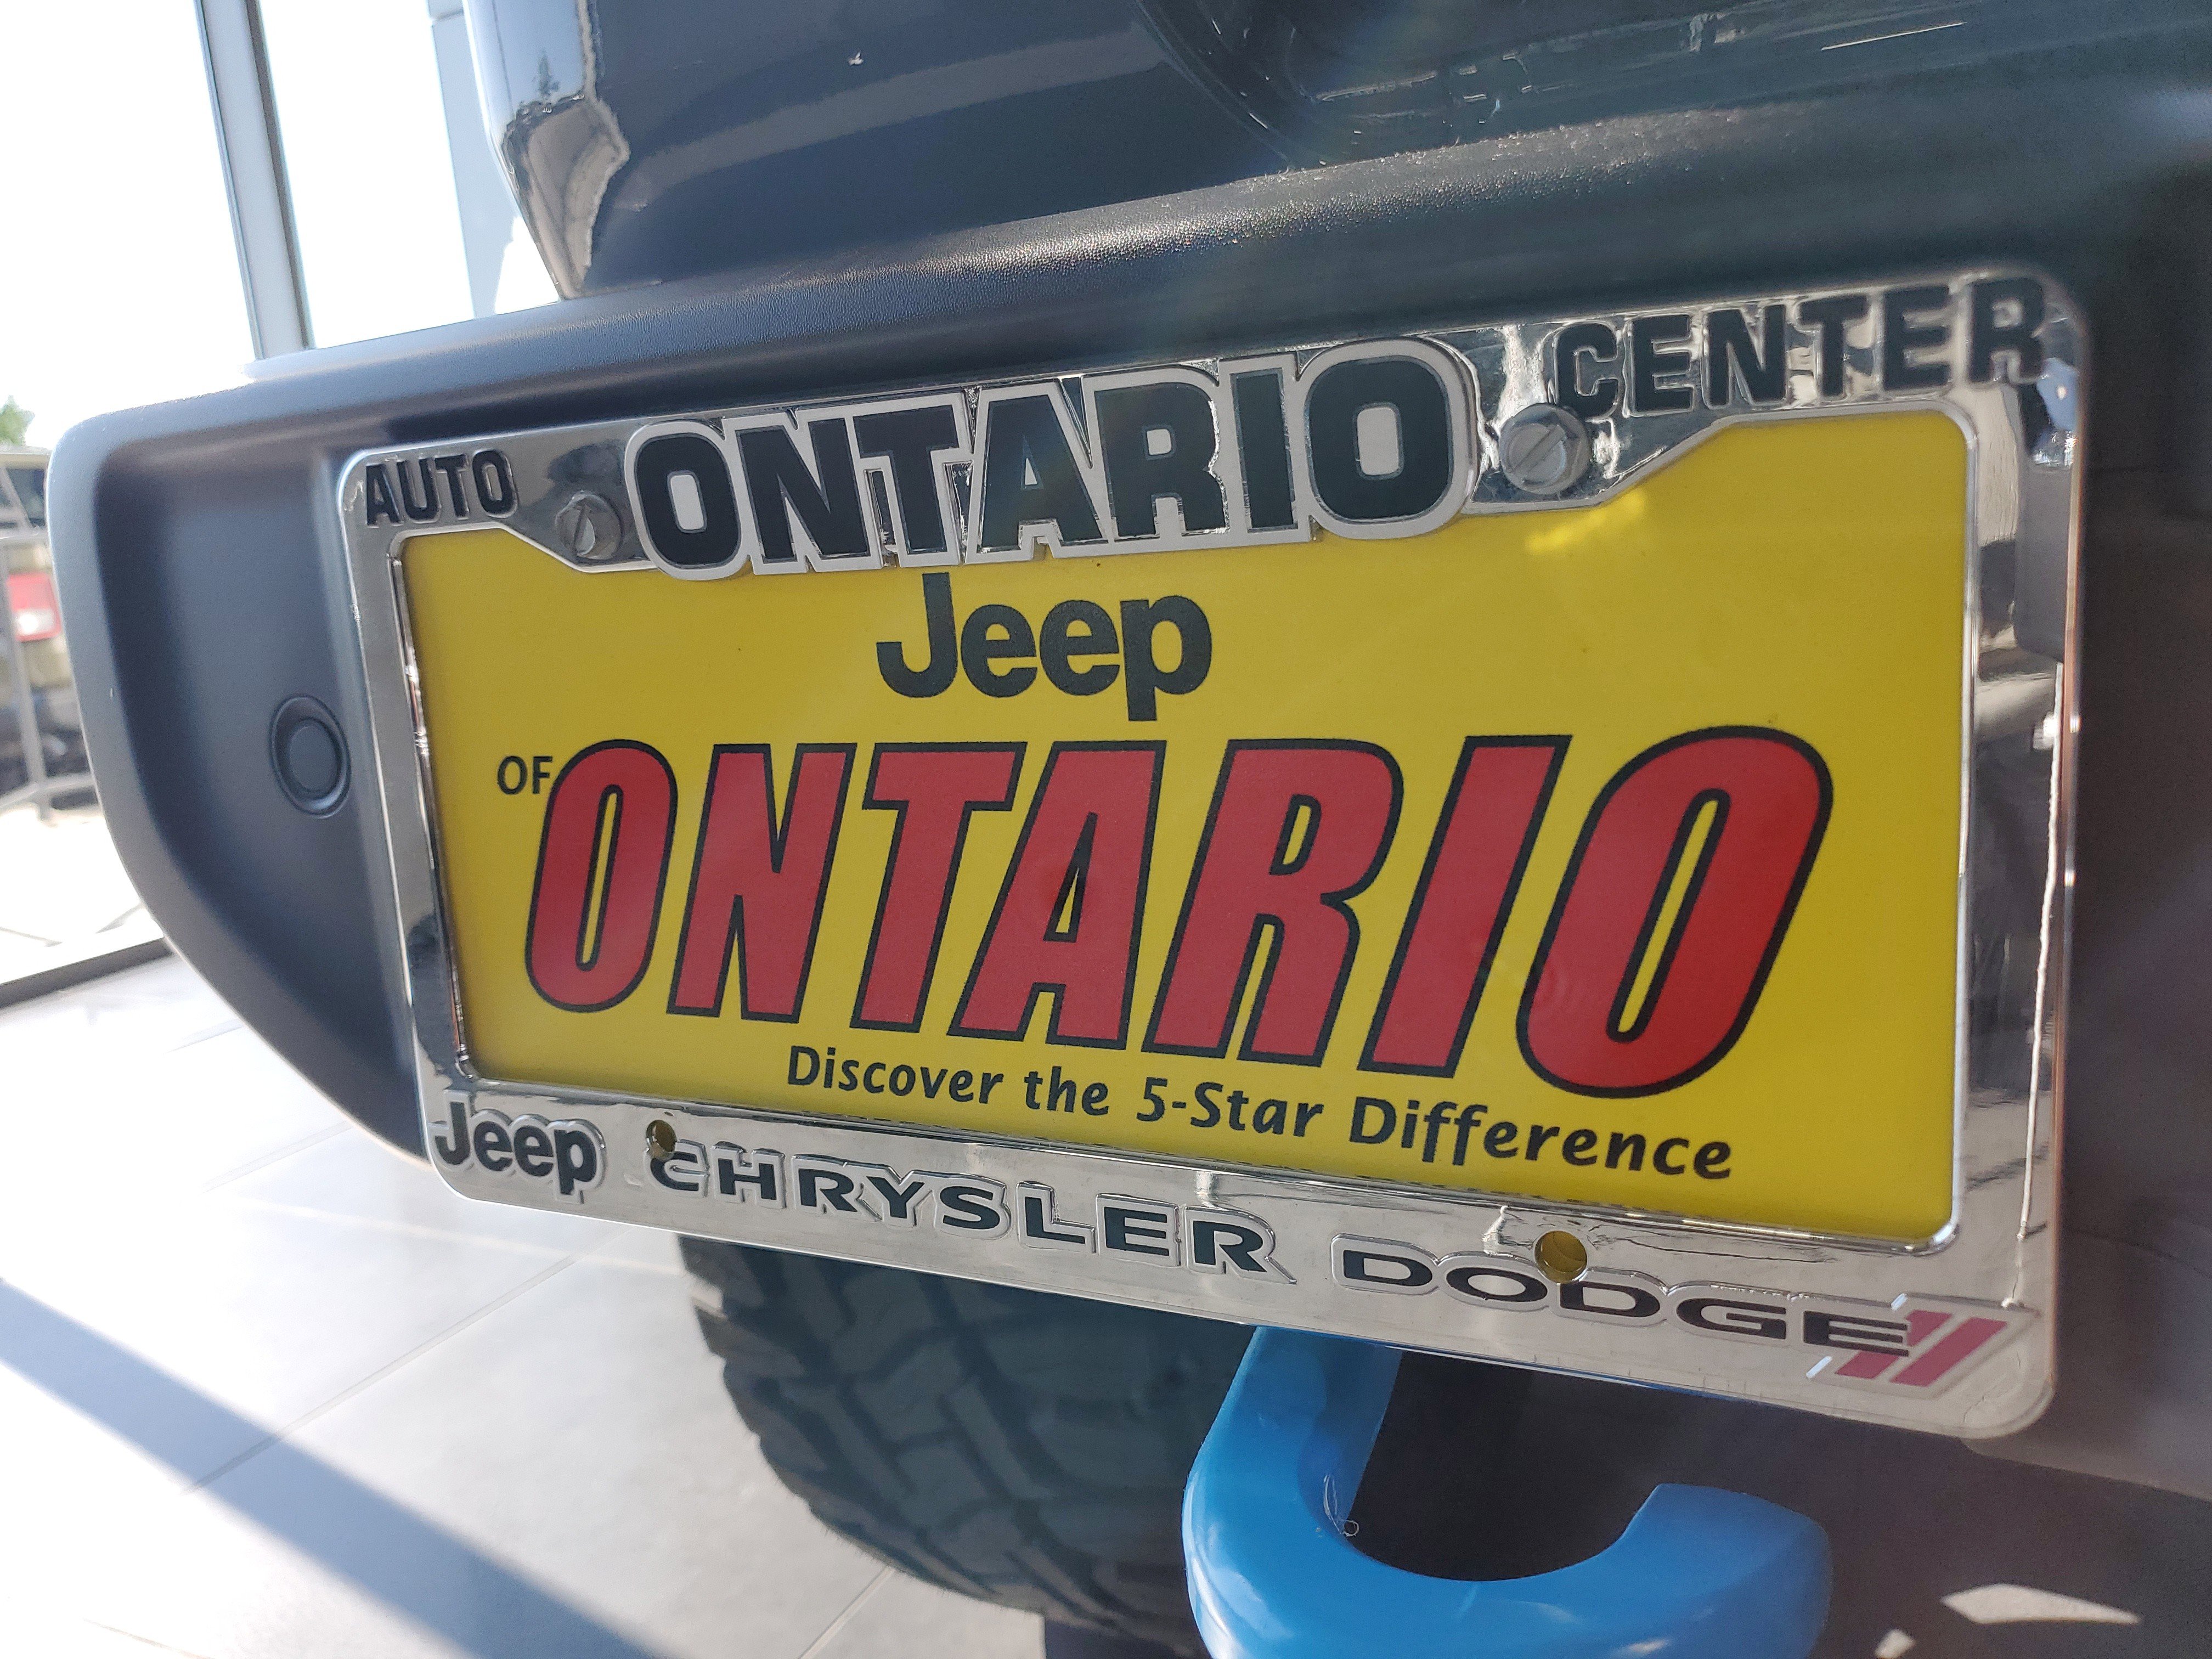 AUTO ONTARIO CENTER
Jeep
OF ONTARIO
Discover the 5-Star Difference
Jeep CHRYSLER DODGE